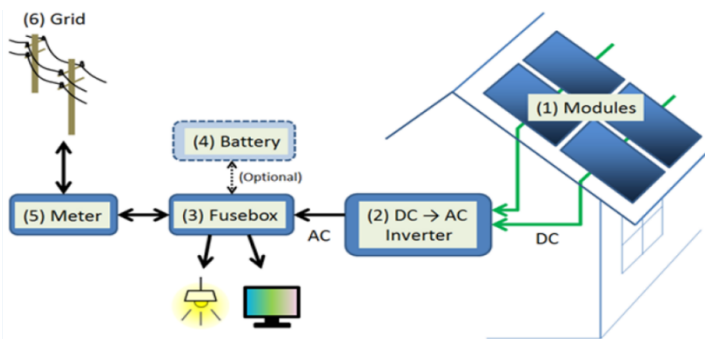 (6) Grid
(1) Modules
(4) Battery
(Optional)
(5) Meter
(3) Fusebox
AC
(2) DC → AC
Inverter
DC